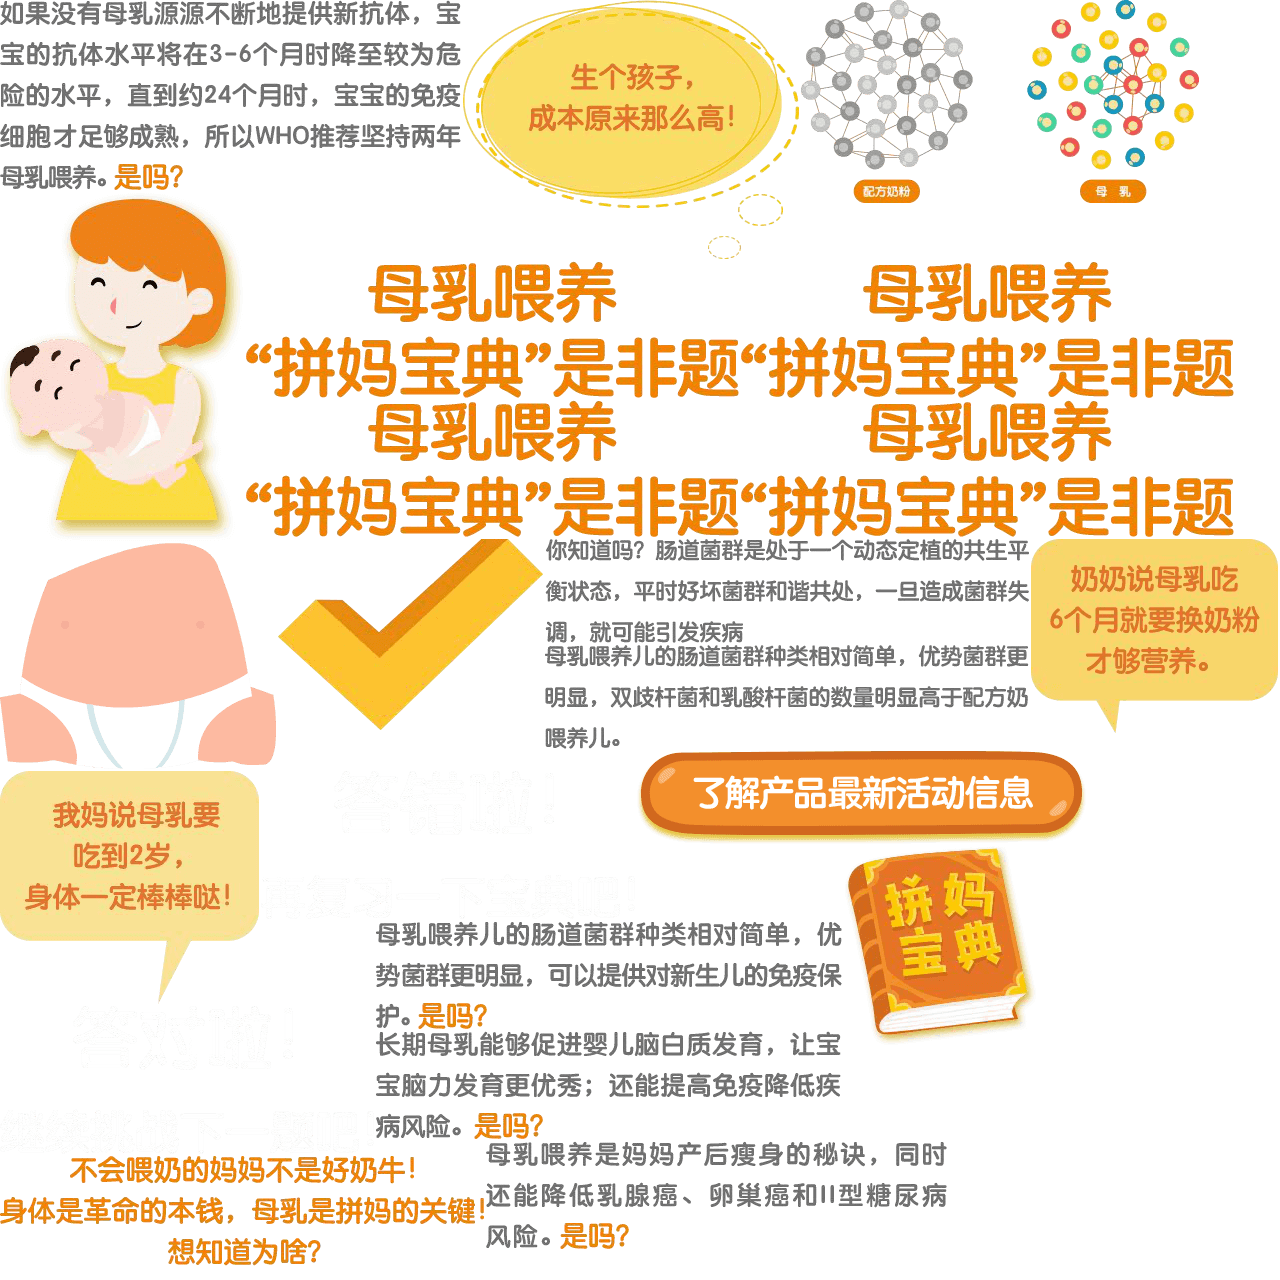 如果没有母乳源源不断地提供新抗体，宝
宝的抗体水平将在3-6个月时降至较为危
险的水平，直到约24个月时，宝宝的免疫
细胞才足够成熟，所以WHO推荐坚持两年
母乳喂养。是吗？
生个孩子，
成本原来那么高！
配方奶粉
母 乳
母乳喂养
“拼妈宝典”是非题
母乳喂养
“拼妈宝典”是非题
母乳喂养
“拼妈宝典”是非题
母乳喂养
“拼妈宝典”是非题
你知道吗？肠道菌群是处于一个动态定植的共生平
衡状态，平时好坏菌群和谐共处，一旦造成菌群失
调，就可能引发疾病
母乳喂养儿的肠道菌群种类相对简单，优势菌群更
明显，双歧杆菌和乳酸杆菌的数量明显高于配方奶
喂养儿。
奶奶说母乳吃
6个月就要换奶粉
才够营养。
了解产品最新活动信息
我妈说母乳要
吃到2岁，
身体一定棒棒哒！
答错啦！
再复习一下宝典吧！
拼妈
宝典
母乳喂养儿的肠道菌群种类相对简单，优
势菌群更明显，可以提供对新生儿的免疫保
护。是吗？
长期母乳能够促进婴儿脑白质发育，让宝
宝脑力发育更优秀；还能提高免疫降低疾
病风险。是吗？
答对啦！
母乳喂养是妈妈产后瘦身的秘诀，同时
还能降低乳腺癌、卵巢癌和II型糖尿病
风险。是吗？
不会喂奶的妈妈不是好奶牛！
身体是革命的本钱，母乳是拼妈的关键！
想知道为啥？